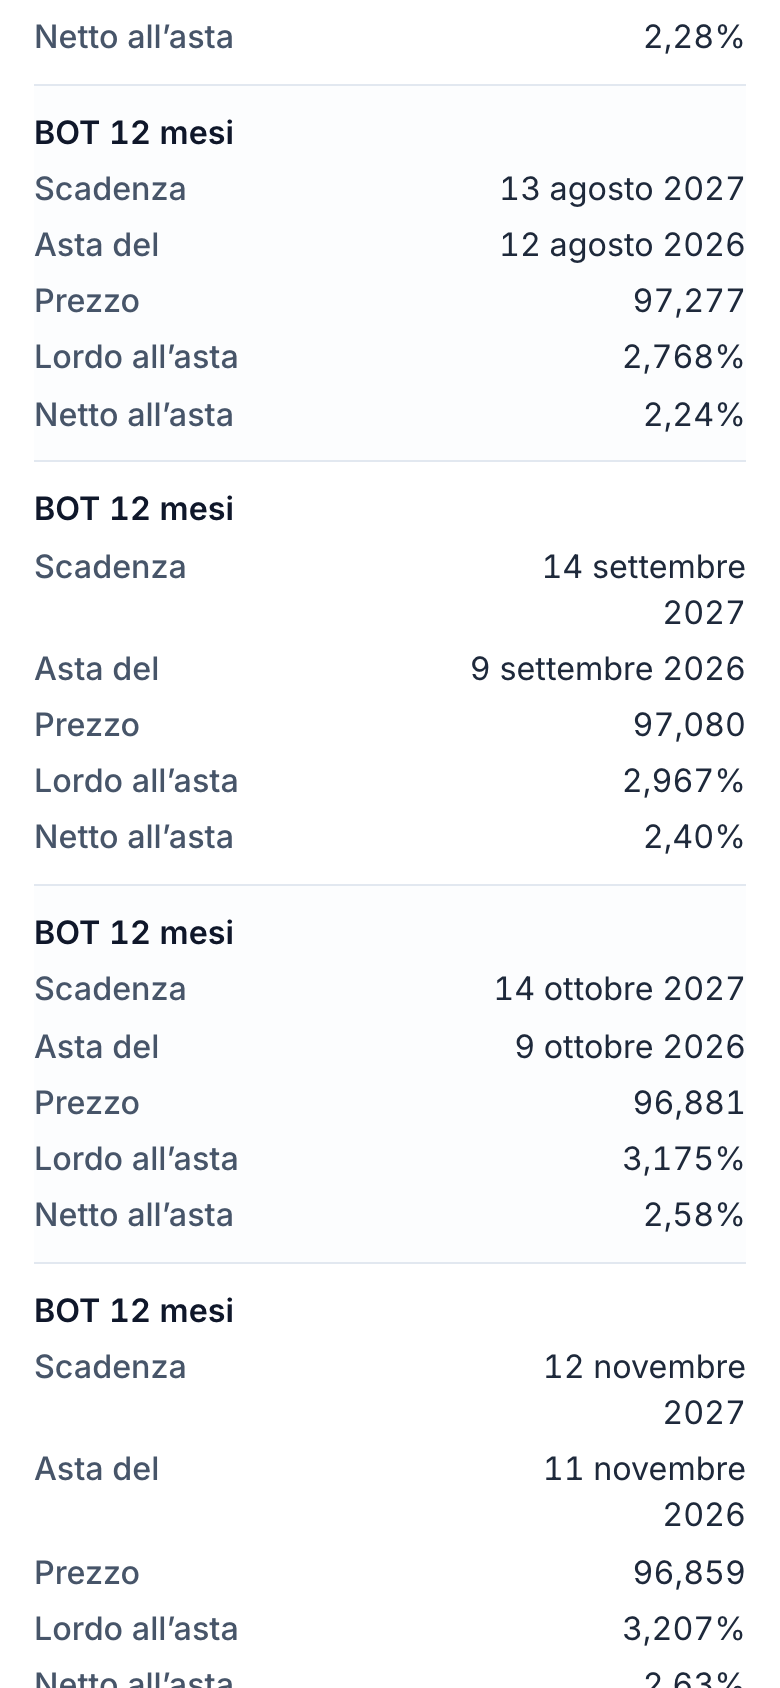 Netto all’asta 2,28%
BOT 12 mesi
Scadenza 13 agosto 2027
Asta del 12 agosto 2026
Prezzo 97,277
Lordo all’asta 2,768%
Netto all’asta 2,24%
BOT 12 mesi
Scadenza 14 settembre
2027
Asta del 9 settembre 2026
Prezzo 97,080
Lordo all’asta 2,967%
Netto all’asta 2,40%
BOT 12 mesi
Scadenza 14 ottobre 2027
Asta del 9 ottobre 2026
Prezzo 96,881
Lordo all’asta 3,175%
Netto all’asta 2,58%
BOT 12 mesi
Scadenza 12 novembre
2027
Asta del 11 novembre
2026
Prezzo 96,859
Lordo all’asta 3,207%
Netto all’asta 2,63%